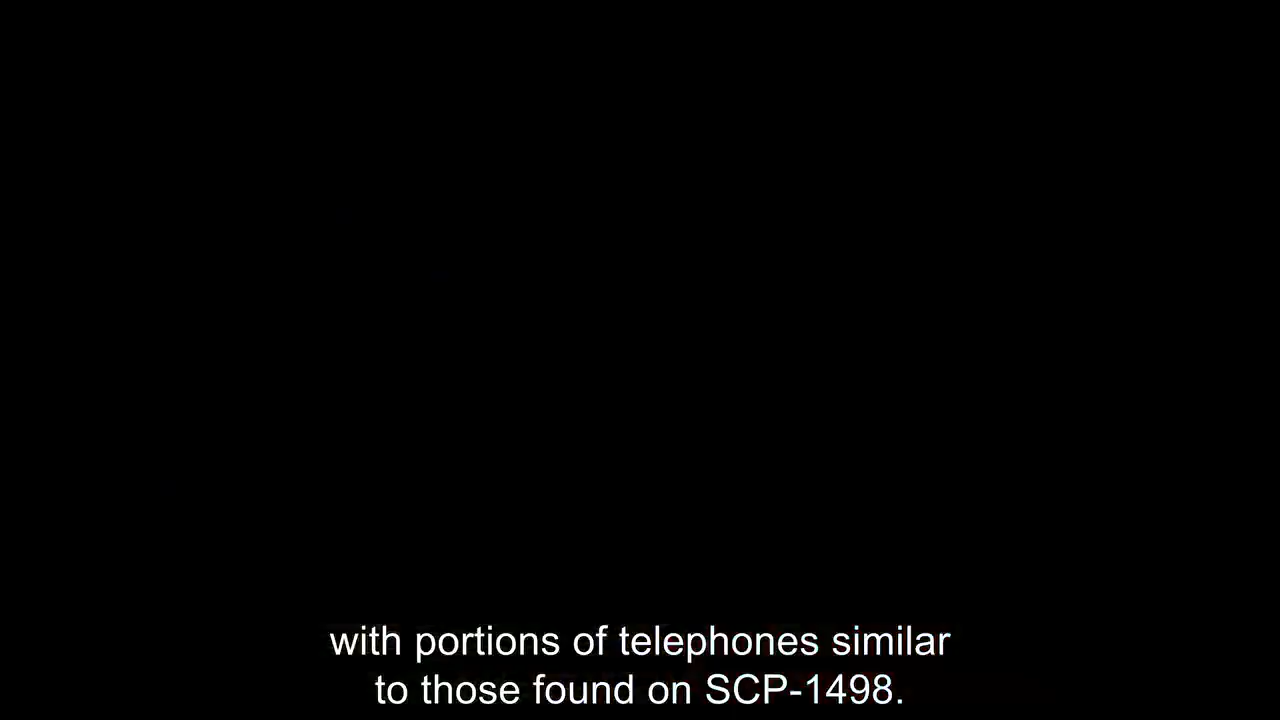 with portions of telephones similar
to those found on SCP-1498.